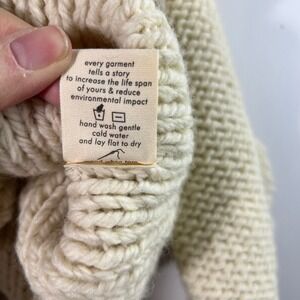 every garment
tells a story
to increase the life span
of yours & reduce
environmental impact
hand wash gentle
cold water
and lay flat to dry